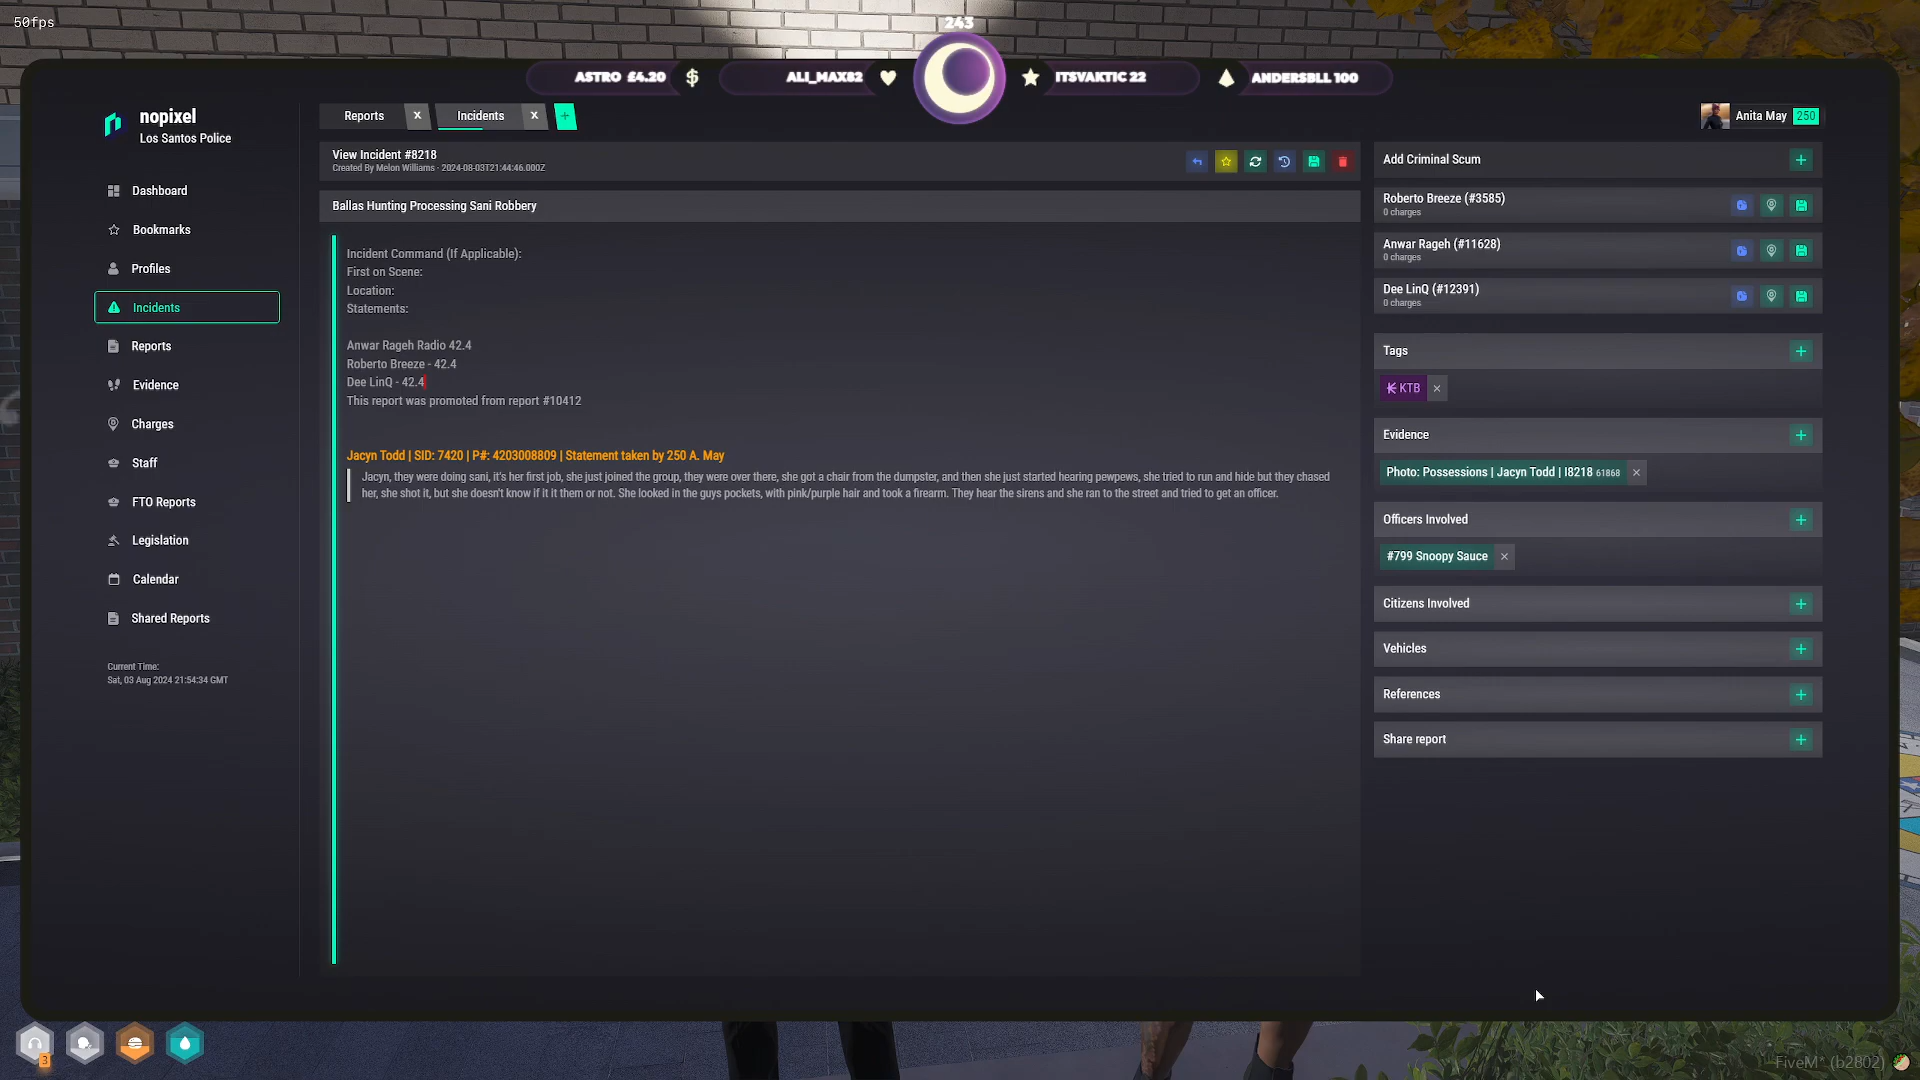 50fps
243
ASTRO £4.20
ALI_MAX82
ITSVAKTIC 22
ANDERSBLL 100
nopixel
Los Santos Police
Dashboard
Bookmarks
Profiles
Incidents
Reports
Evidence
Charges
Staff
FTO Reports
Legislation
Calendar
Shared Reports
Current Time:
Sat, 03 Aug 2024 21:54:34 GMT
Reports x
Incidents x
+
View Incident #8218
Created By Melon Williams - 2024-08-03T21:44:46.000Z
Ballas Hunting Processing Sani Robbery
Incident Command (If Applicable):
First on Scene:
Location:
Statements:
Anwar Rageh Radio 42.4
Roberto Breeze - 42.4
Dee LinQ - 42.4
This report was promoted from report #10412
Jacyn Todd | SID: 7420 | P#: 4203008809 | Statement taken by 250 A. May
Jacyn, they were doing sani, it's her first job, she just joined the group, they were over there, she got a chair from the dumpster, and then she just started hearing pewpews, she tried to run and hide but they chased
her, she shot it, but she doesn't know if it it them or not. She looked in the guys pockets, with pink/purple hair and took a firearm. They hear the sirens and she ran to the street and tried to get an officer.
Anita May 250
Add Criminal Scum
Roberto Breeze (#3585)
0 charges
Anwar Rageh (#11628)
0 charges
Dee LinQ (#12391)
0 charges
Tags
KTB
Evidence
Photo: Possessions | Jacyn Todd | I8218 61868
Officers Involved
#799 Snoopy Sauce
Citizens Involved
Vehicles
References
Share report
3
FiveM* (b2802)